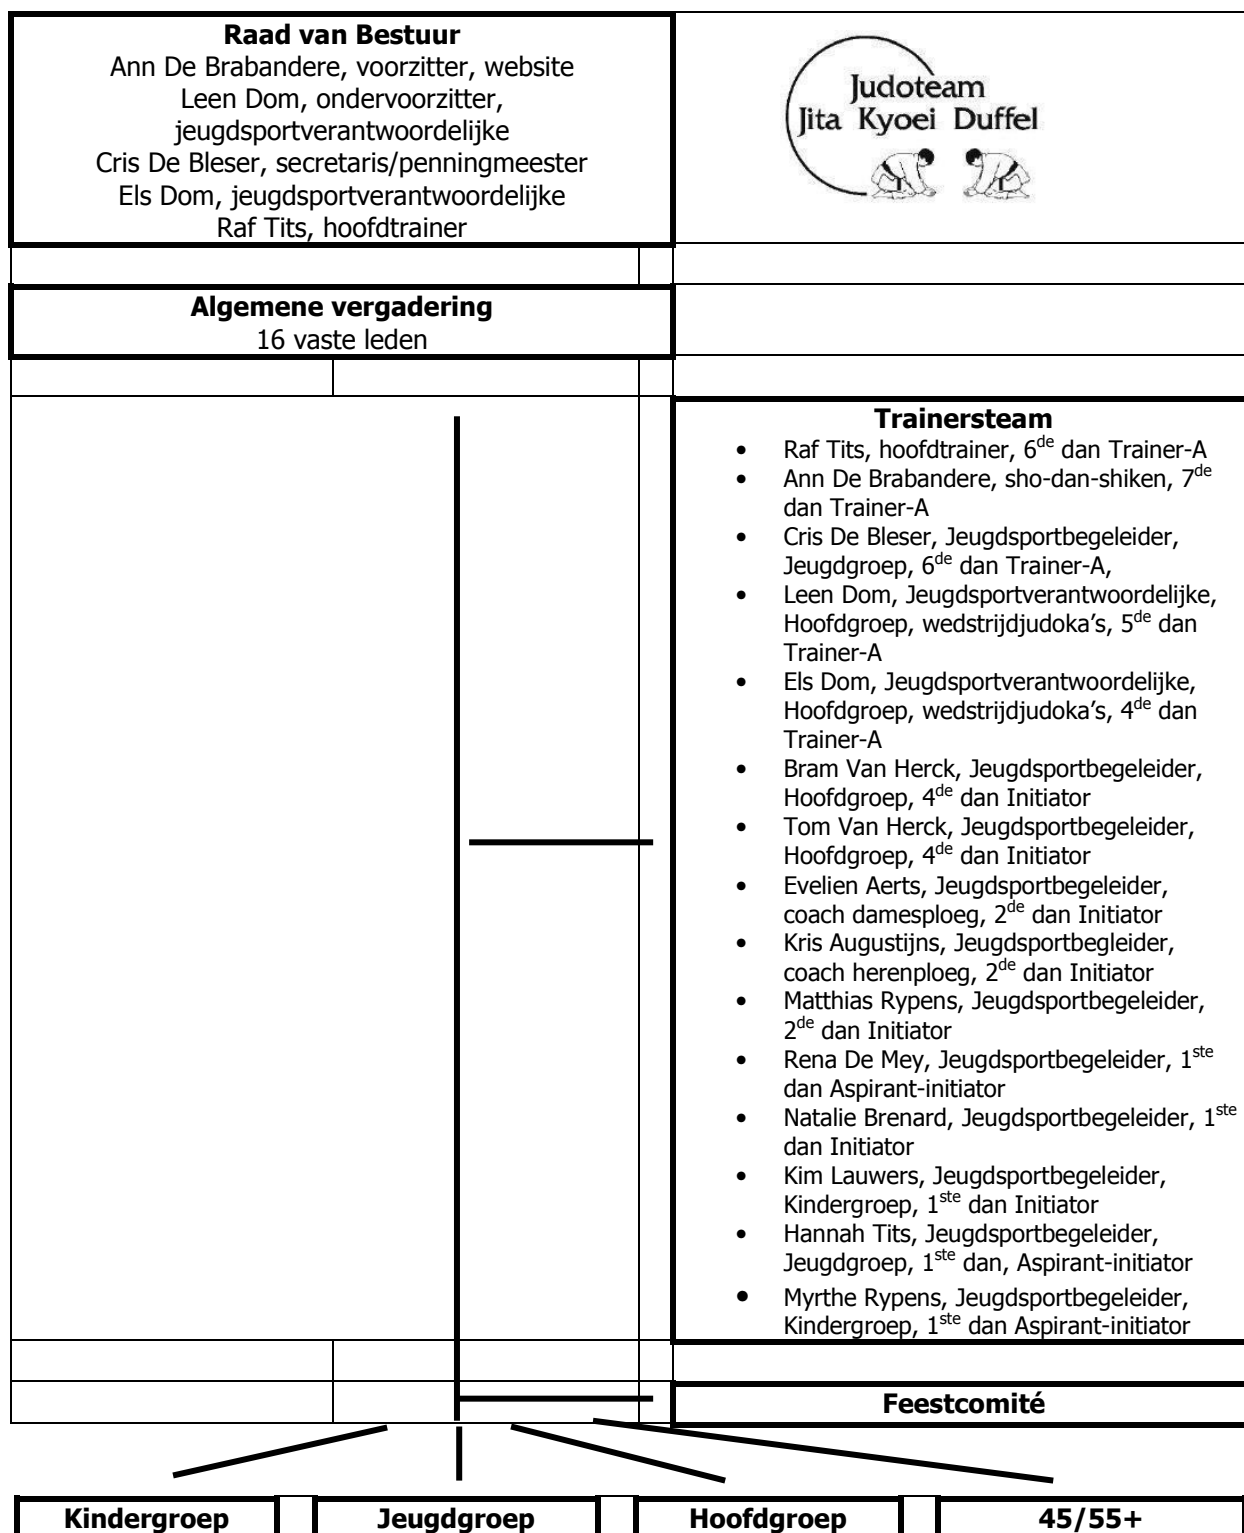 Raad van Bestuur
Ann De Brabandere, voorzitter, website
Leen Dom, ondervoorzitter,
jeugdsportverantwoordelijke
Cris De Bleser, secretaris/penningmeester
Els Dom, jeugdsportverantwoordelijke
Raf Tits, hoofdtrainer
Judoteam
Jita Kyoei Duffel
Algemene vergadering
16 vaste leden
Trainersteam
• Raf Tits, hoofdtrainer, 6de dan Trainer-A
• Ann De Brabandere, sho-dan-shiken, 7de
dan Trainer-A
• Cris De Bleser, Jeugdsportbegeleider,
Jeugdgroep, 6de dan Trainer-A,
• Leen Dom, Jeugdsportverantwoordelijke,
Hoofdgroep, wedstrijdjudoka’s, 5de dan
Trainer-A
• Els Dom, Jeugdsportverantwoordelijke,
Hoofdgroep, wedstrijdjudoka’s, 4de dan
Trainer-A
• Bram Van Herck, Jeugdsportbegeleider,
Hoofdgroep, 4de dan Initiator
• Tom Van Herck, Jeugdsportbegeleider,
Hoofdgroep, 4de dan Initiator
• Evelien Aerts, Jeugdsportbegeleider,
coach damesploeg, 2de dan Initiator
• Kris Augustijns, Jeugdsportbegleider,
coach herenploeg, 2de dan Initiator
• Matthias Rypens, Jeugdsportbegeleider,
2de dan Initiator
• Rena De Mey, Jeugdsportbegeleider, 1ste
dan Aspirant-initiator
• Natalie Brenard, Jeugdsportbegeleider, 1ste
dan Initiator
• Kim Lauwers, Jeugdsportbegeleider,
Kindergroep, 1ste dan Initiator
• Hannah Tits, Jeugdsportbegeleider,
Jeugdgroep, 1ste dan, Aspirant-initiator
• Myrthe Rypens, Jeugdsportbegeleider,
Kindergroep, 1ste dan Aspirant-initiator
Feestcomité
Kindergroep Jeugdgroep Hoofdgroep 45/55+